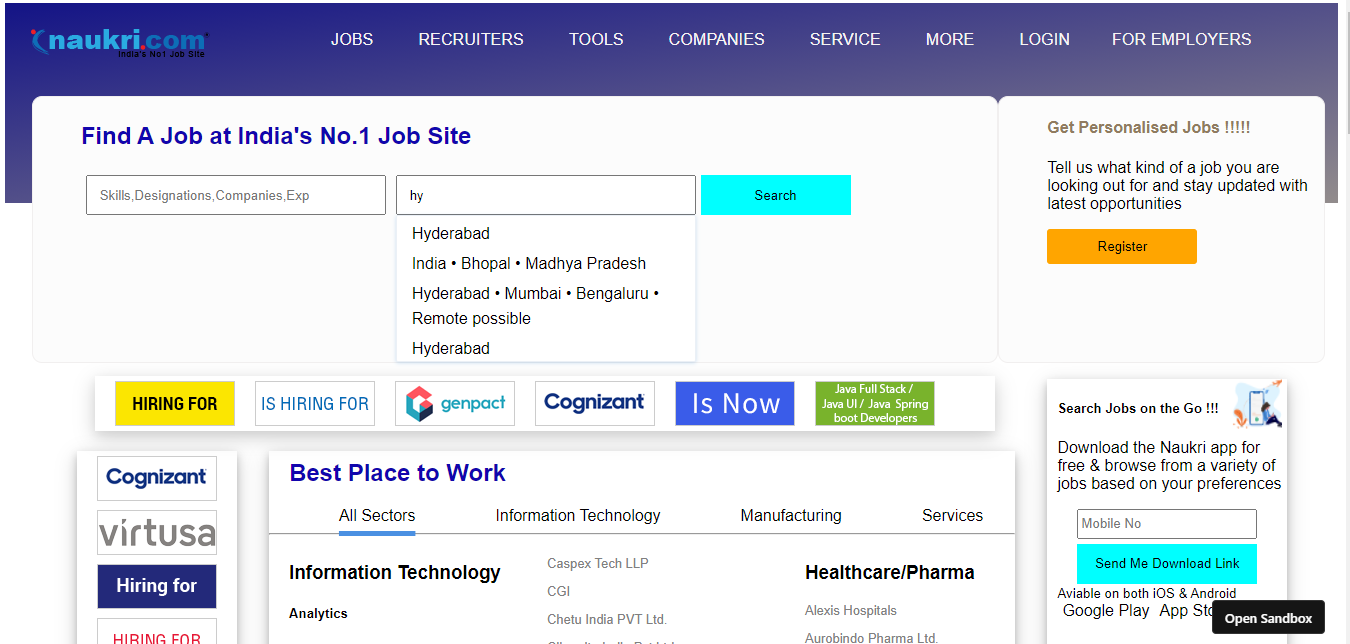 naukri.com
India's No1 Job Site
JOBS
RECRUITERS
TOOLS
COMPANIES
SERVICE
MORE
LOGIN
FOR EMPLOYERS
Find A Job at India's No.1 Job Site
Skills,Designations,Companies,Exp
hy
Search
Hyderabad
India • Bhopal • Madhya Pradesh
Hyderabad • Mumbai • Bengaluru •
Remote possible
Hyderabad
Get Personalised Jobs !!!!!
Tell us what kind of a job you are
looking out for and stay updated with
latest opportunities
Register
HIRING FOR
IS HIRING FOR
genpact
Cognizant
Is Now
Java Full Stack /
Java UI / Java Spring
boot Developers
Cognizant
virtusa
Hiring for
HIRING FOR
Best Place to Work
All Sectors
Information Technology
Manufacturing
Services
Information Technology
Analytics
Caspex Tech LLP
CGI
Chetu India PVT Ltd.
Healthcare/Pharma
Alexis Hospitals
Aurobindo Pharma Ltd.
Search Jobs on the Go !!!
Download the Naukri app for
free & browse from a variety of
jobs based on your preferences
Mobile No
Send Me Download Link
Aviable on both iOS & Android
Google Play App Sto
Open Sandbox